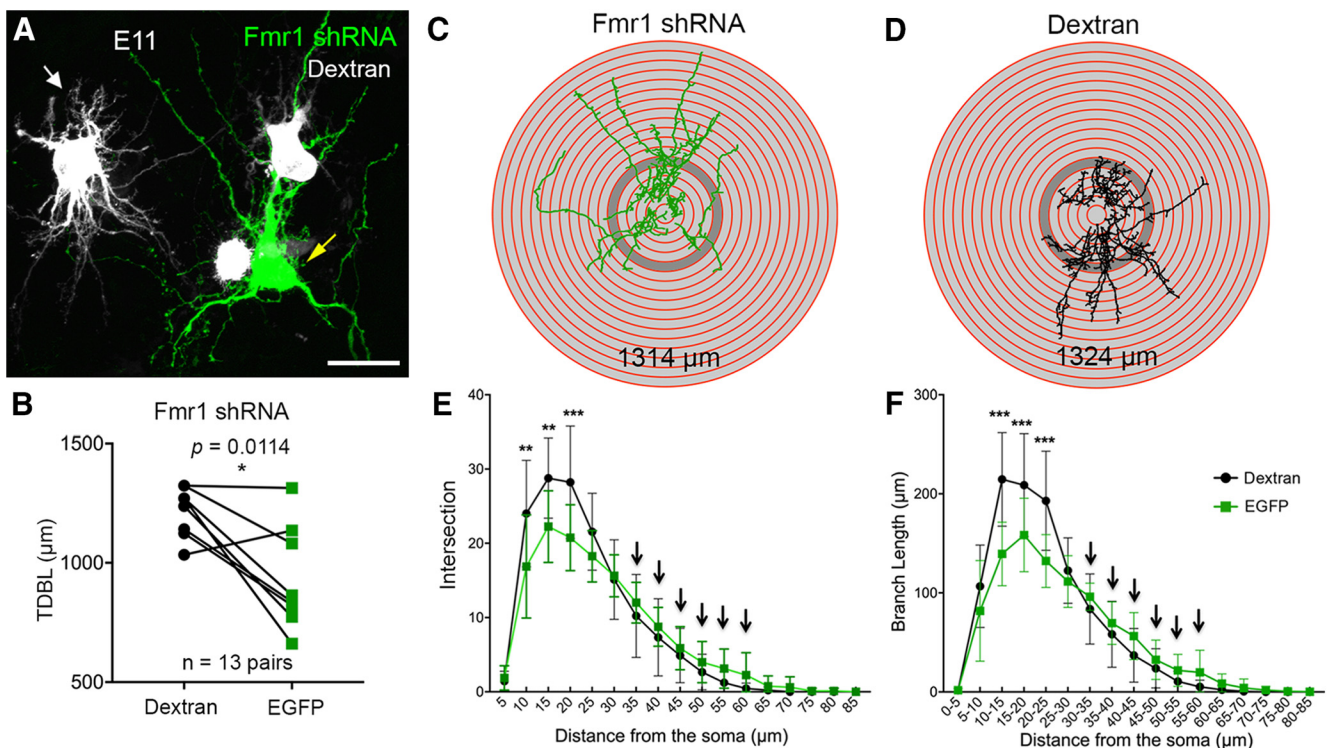 A
E11
Fmr1 shRNA
Dextran
B
Fmr1 shRNA
p = 0.0114
*
1500
1000
500
TDBL (µm)
n = 13 pairs
Dextran
EGFP
C
Fmr1 shRNA
1314 µm
D
Dextran
1324 µm
E
40
30
20
10
0
Intersection
** ** ***
5 10 15 20 25 30 35 40 45 50 55 60 65 70 75 80 85
Distance from the soma (µm)
F
300
200
100
0
Branch Length (µm)
*** *** ***
Dextran
EGFP
0-5 5-10 10-15 15-20 20-25 25-30 30-35 35-40 40-45 45-50 50-55 55-60 60-65 65-70 70-75 75-80 80-85
Distance from the soma (µm)